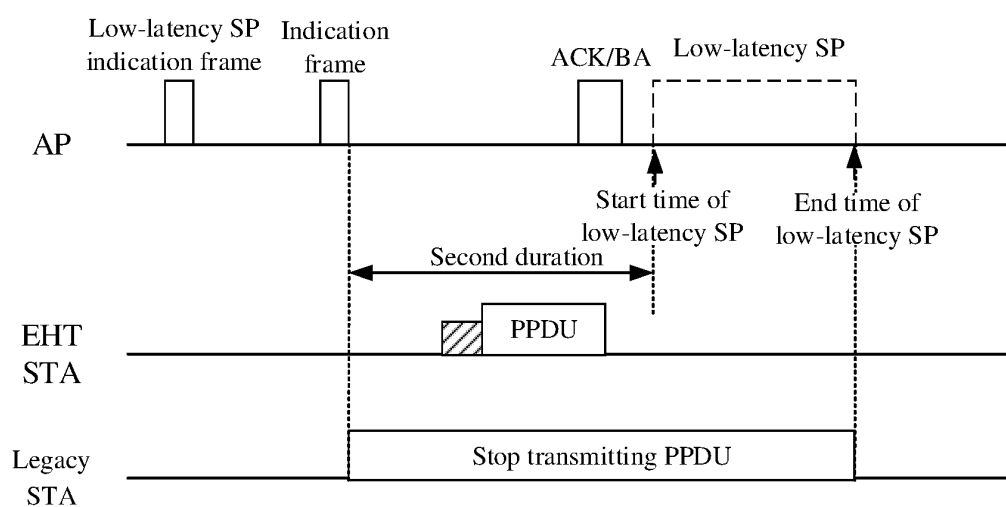 Low-latency SP
indication frame
Indication
frame
ACK/BA
Low-latency SP
AP
Start time of
low-latency SP
End time of
low-latency SP
Second duration
EHT
STA
PPDU
Legacy
STA
Stop transmitting PPDU